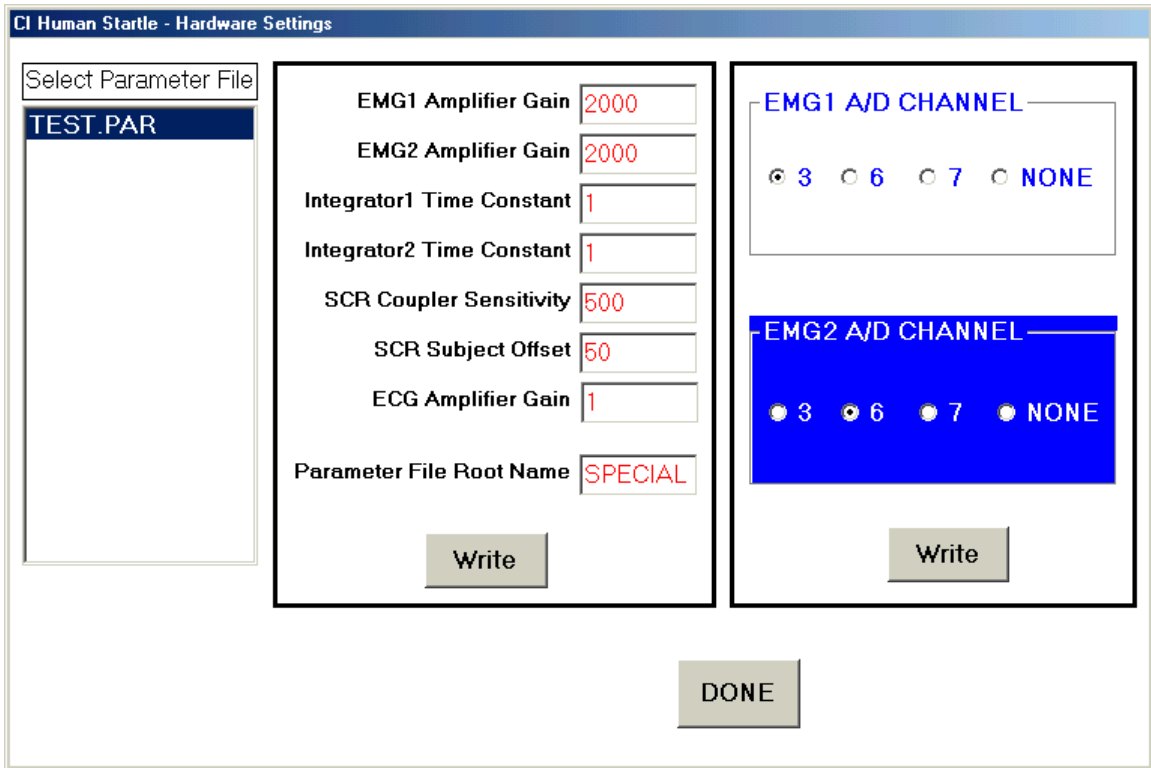 CI Human Startle - Hardware Settings
Select Parameter File
TEST.PAR
EMG1 Amplifier Gain 2000
EMG2 Amplifier Gain 2000
Integrator1 Time Constant 1
Integrator2 Time Constant 1
SCR Coupler Sensitivity 500
SCR Subject Offset 50
ECG Amplifier Gain 1
Parameter File Root Name SPECIAL
Write
EMG1 A/D CHANNEL
3 6 7 NONE
EMG2 A/D CHANNEL
3 6 7 NONE
Write
DONE